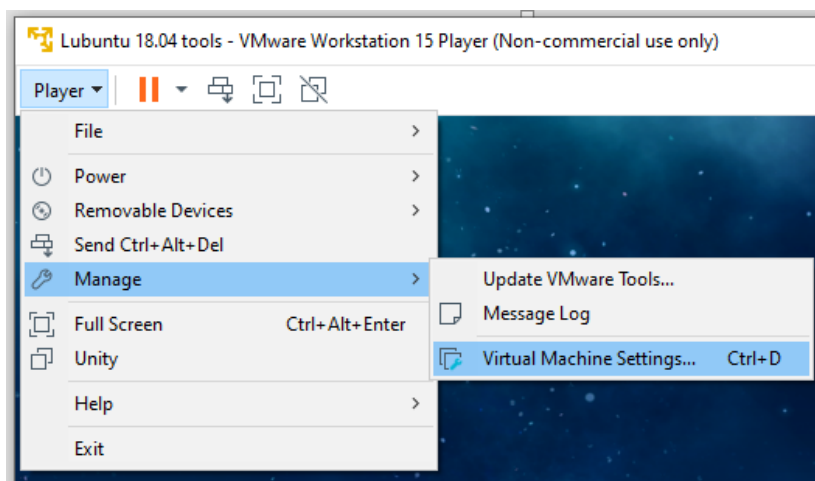 Lubuntu 18.04 tools - VMware Workstation 15 Player (Non-commercial use only)
Player
File
Power
Removable Devices
Send Ctrl+Alt+Del
Manage
Update VMware Tools...
Message Log
Full Screen Ctrl+Alt+Enter
Unity
Virtual Machine Settings... Ctrl+D
Help
Exit